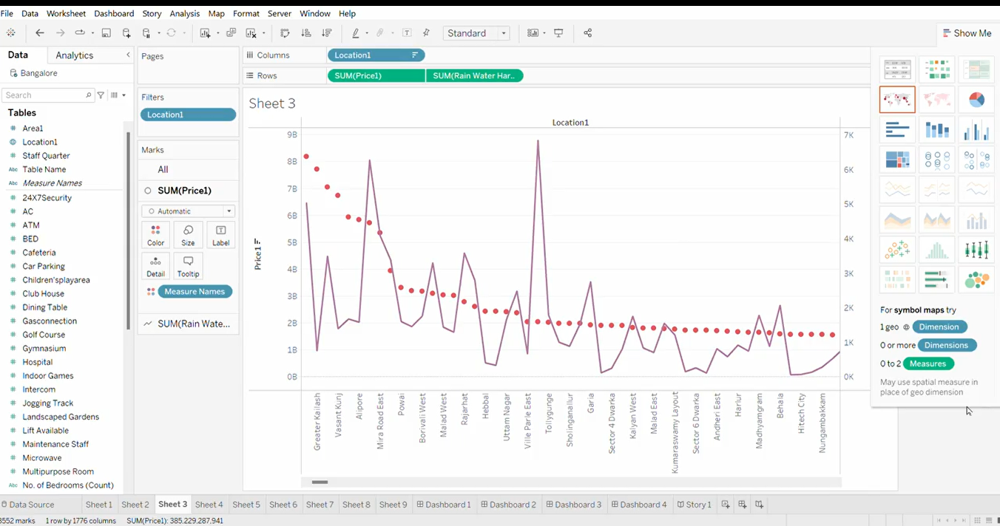 File Data Worksheet Dashboard Story Analysis Map Format Server Window Help
Standard
Show Me
Data Analytics
Bangalore
Search
Tables
Area1
Location1
Staff Quarter
Table Name
Measure Names
24X7Security
AC
ATM
BED
Cafeteria
Car Parking
Children'splayarea
Club House
Dining Table
Gasconnection
Golf Course
Gymnasium
Hospital
Indoor Games
Intercom
Jogging Track
Landscaped Gardens
Lift Available
Maintenance Staff
Microwave
Multipurpose Room
No. of Bedrooms (Count)
Pages
Filters
Location1
Marks
All
SUM(Price1)
Automatic
Color Size Label
Detail Tooltip
Measure Names
SUM(Rain Wate...
Columns Location1
Rows SUM(Price1) SUM(Rain Water Har..
Sheet 3
Location1
Price1
9B
8B
7B
6B
5B
4B
3B
2B
1B
0B
7K
6K
5K
4K
3K
2K
1K
0K
Greater Kailash
Vasant Kunj
Alipore
Mira Road East
Powai
Borivali West
Malad West
Rajarhat
Hebbal
Uttam Nagar
Ville Parle East
Tollygunge
Sholinganallur
Garia
Sector 4 Dwarka
Kalyan West
Malad East
Kumaraswamy Layout
Sector 6 Dwarka
Andheri East
Harlur
Madhyamgram
Behala
Hitech City
Nungambakkam
For symbol maps try
1 geo Dimension
0 or more Dimensions
0 to 2 Measures
May use spatial measure in
place of geo dimension
Data Source Sheet 1 Sheet 2 Sheet 3 Sheet 4 Sheet 5 Sheet 6 Sheet 7 Sheet 8 Sheet 9 Dashboard 1 Dashboard 2 Dashboard 3 Dashboard 4 Story 1
3552 marks 1 row by 1776 columns SUM(Price1): 385,229,287,941